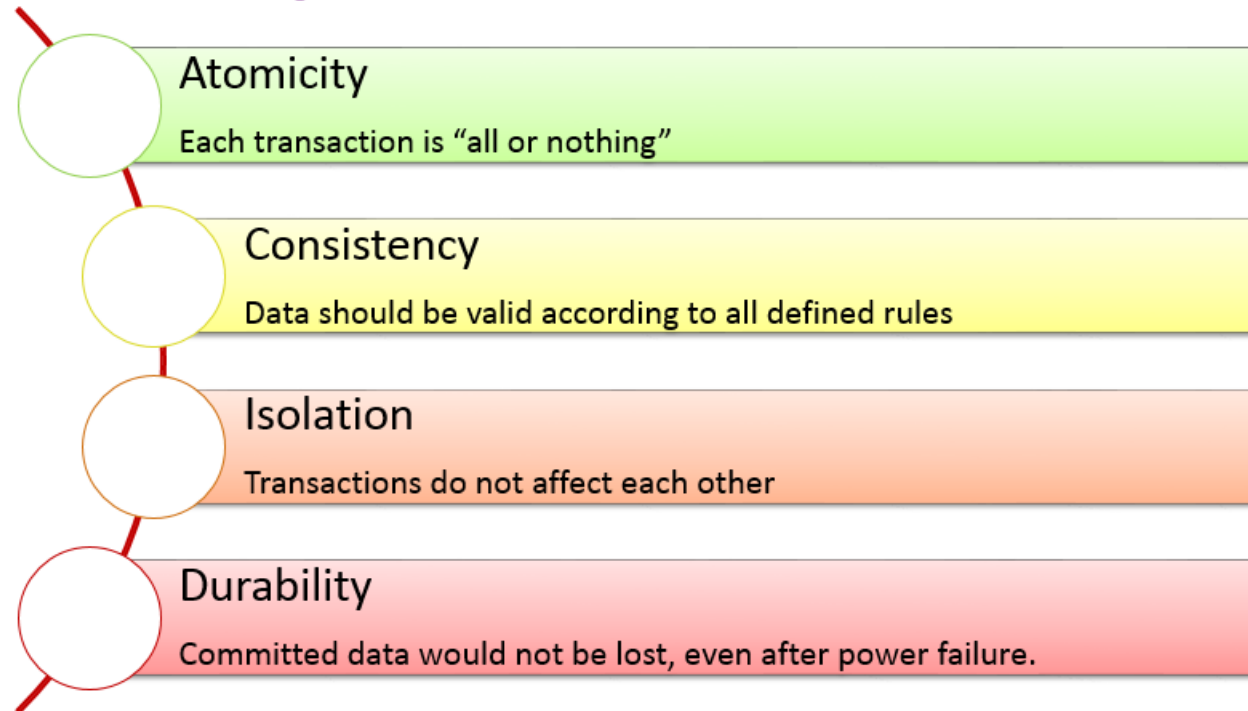 Atomicity
Each transaction is “all or nothing”
Consistency
Data should be valid according to all defined rules
Isolation
Transactions do not affect each other
Durability
Committed data would not be lost, even after power failure.